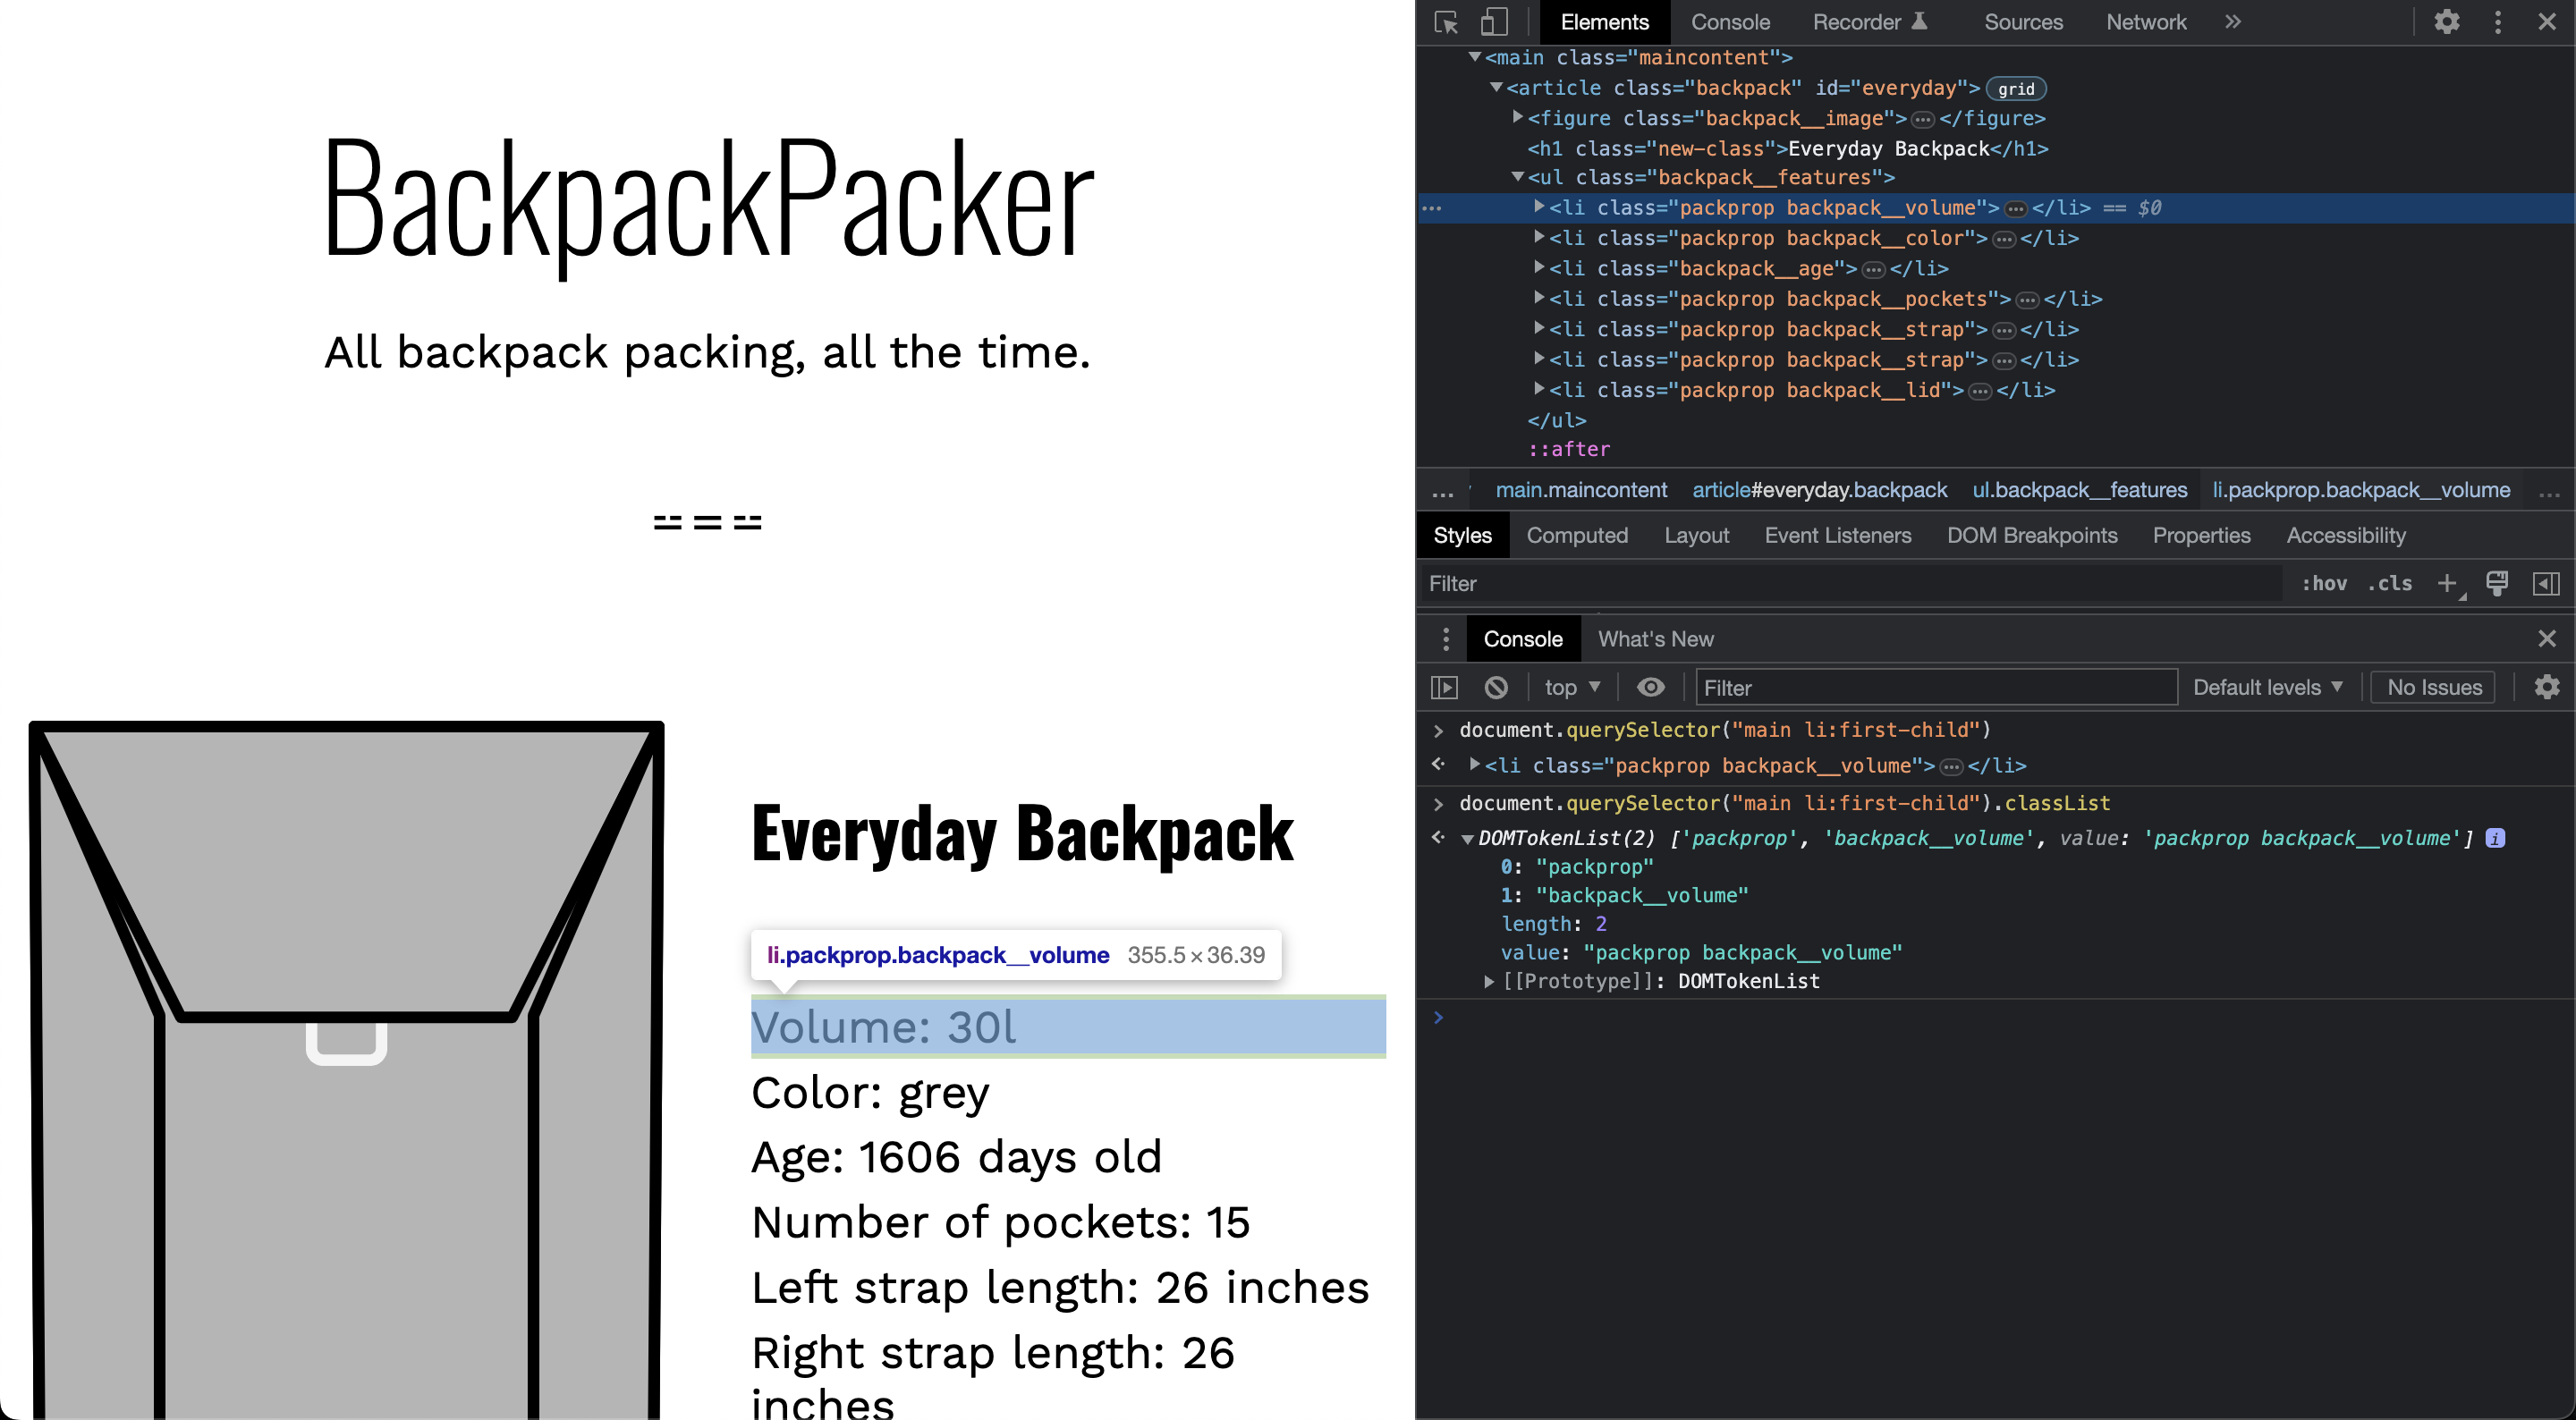 BackpackPacker
All backpack packing, all the time.
Everyday Backpack
li.packprop.backpack__volume 355.5×36.39
Volume: 30l
Color: grey
Age: 1606 days old
Number of pockets: 15
Left strap length: 26 inches
Right strap length: 26
inches
Elements Console Recorder Sources Network »
<main class="maincontent">
<article class="backpack" id="everyday"> grid
<figure class="backpack__image">…</figure>
<h1 class="new-class">Everyday Backpack</h1>
<ul class="backpack__features">
… <li class="packprop backpack__volume">…</li> == $0
<li class="packprop backpack__color">…</li>
<li class="backpack__age">…</li>
<li class="packprop backpack__pockets">…</li>
<li class="packprop backpack__strap">…</li>
<li class="packprop backpack__strap">…</li>
<li class="packprop backpack__lid">…</li>
</ul>
::after
… main.maincontent article#everyday.backpack ul.backpack__features li.packprop.backpack__volume …
Styles Computed Layout Event Listeners DOM Breakpoints Properties Accessibility
Filter :hov .cls +
Console What's New
top Filter Default levels No Issues
> document.querySelector("main li:first-child")
<li class="packprop backpack__volume">…</li>
> document.querySelector("main li:first-child").classList
DOMTokenList(2) ['packprop', 'backpack__volume', value: 'packprop backpack__volume'] i
0: "packprop"
1: "backpack__volume"
length: 2
value: "packprop backpack__volume"
[[Prototype]]: DOMTokenList
>